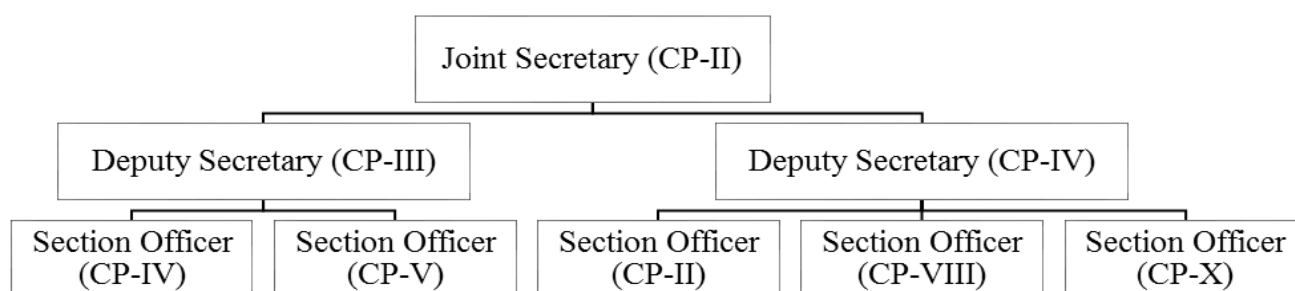 Joint Secretary (CP-II)
Deputy Secretary (CP-III)
Deputy Secretary (CP-IV)
Section Officer
(CP-IV)
Section Officer
(CP-V)
Section Officer
(CP-II)
Section Officer
(CP-VIII)
Section Officer
(CP-X)